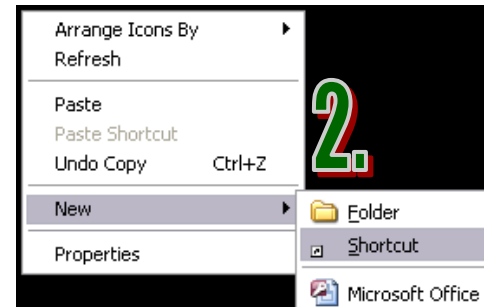 Arrange Icons By
Refresh
Paste
Paste Shortcut
Undo Copy Ctrl+Z
2.
New
Folder
Properties
Shortcut
Microsoft Office